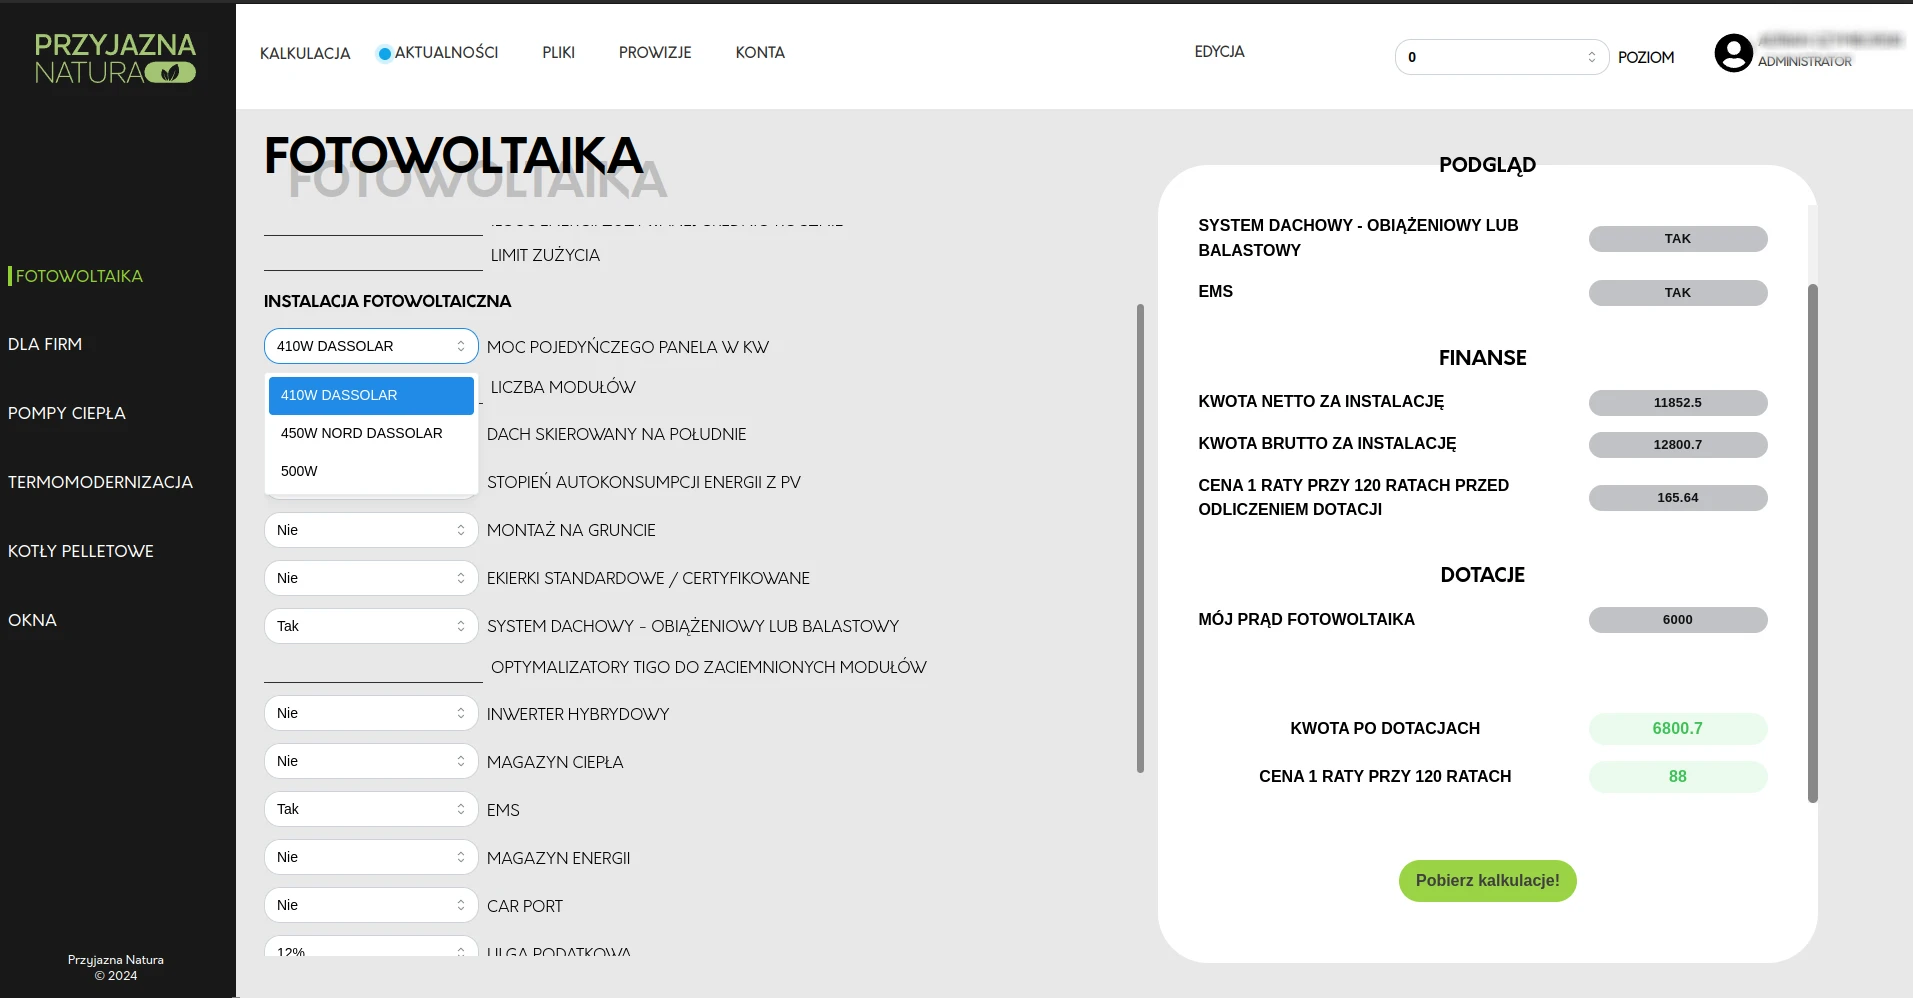 PRZYJAZNA
NATURA
KALKULACJA
AKTUALNOŚCI
PLIKI
PROWIZJE
KONTA
EDYCJA
0
POZIOM
ADMINISTRATOR
FOTOWOLTAIKA
DLA FIRM
POMPY CIEPŁA
TERMOMODERNIZACJA
KOTŁY PELLETOWE
OKNA
Przyjazna Natura
© 2024
FOTOWOLTAIKA
FOTOWOLTAIKA
LIMIT ZUŻYCIA
INSTALACJA FOTOWOLTAICZNA
410W DASSOLAR
MOC POJEDYŃCZEGO PANELA W KW
410W DASSOLAR
450W NORD DASSOLAR
500W
LICZBA MODUŁÓW
DACH SKIEROWANY NA POŁUDNIE
STOPIEŃ AUTOKONSUMPCJI ENERGII Z PV
Nie
MONTAŻ NA GRUNCIE
Nie
EKIERKI STANDARDOWE / CERTYFIKOWANE
Tak
SYSTEM DACHOWY - OBIĄŻENIOWY LUB BALASTOWY
OPTYMALIZATORY TIGO DO ZACIEMNIONYCH MODUŁÓW
Nie
INWERTER HYBRYDOWY
Nie
MAGAZYN CIEPŁA
Tak
EMS
Nie
MAGAZYN ENERGII
Nie
CAR PORT
12%
ULGA PODATKOWA
PODGLĄD
SYSTEM DACHOWY - OBIĄŻENIOWY LUB
BALASTOWY
TAK
EMS
TAK
FINANSE
KWOTA NETTO ZA INSTALACJĘ
11852.5
KWOTA BRUTTO ZA INSTALACJĘ
12800.7
CENA 1 RATY PRZY 120 RATACH PRZED
ODLICZENIEM DOTACJI
165.64
DOTACJE
MÓJ PRĄD FOTOWOLTAIKA
6000
KWOTA PO DOTACJACH
6800.7
CENA 1 RATY PRZY 120 RATACH
88
Pobierz kalkulacje!